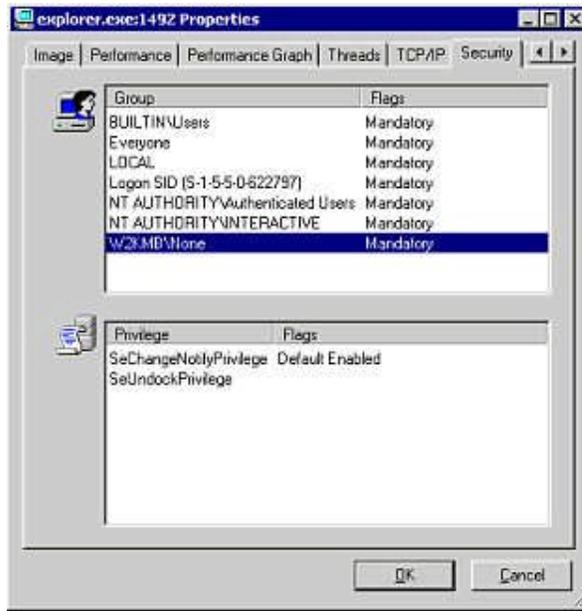 explorer.exe:1492 Properties
Image Performance Performance Graph Threads TCP/IP Security
Group Flags
BUILTIN\Users Mandatory
Everyone Mandatory
LOCAL Mandatory
Logon SID (S-1-5-5-0-622797) Mandatory
NT AUTHORITY\Authenticated Users Mandatory
NT AUTHORITY\INTERACTIVE Mandatory
W2KMB\None Mandatory
Privilege Flags
SeChangeNotifyPrivilege Default Enabled
SeUndockPrivilege
OK Cancel